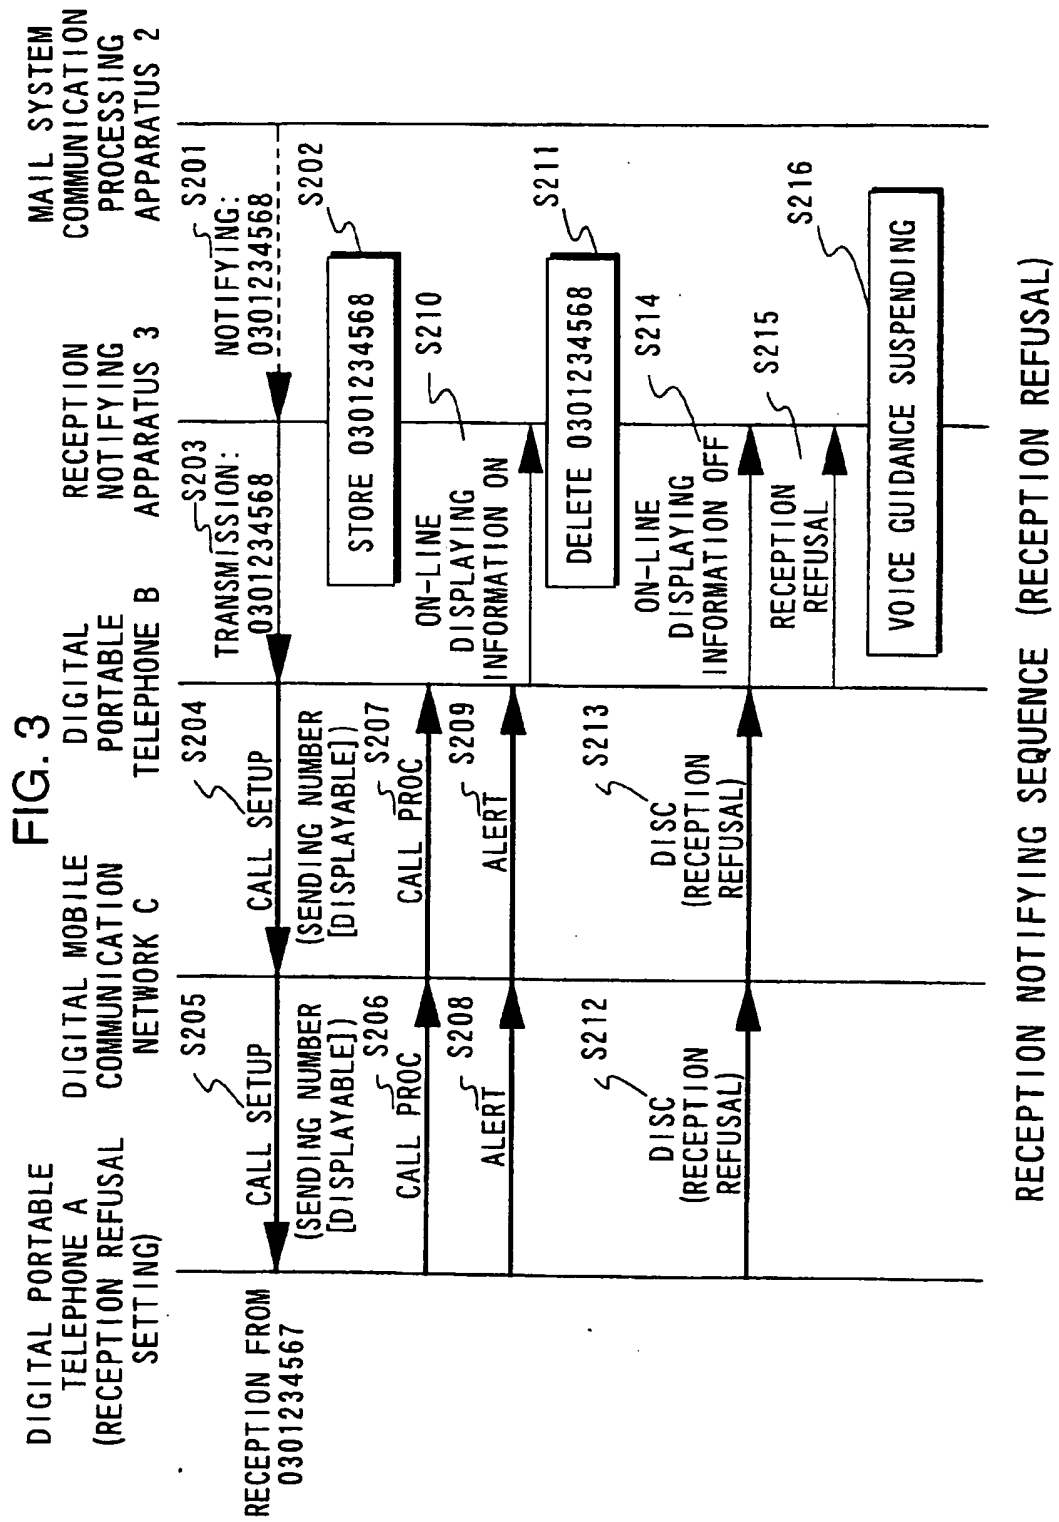 FIG. 3
DIGITAL PORTABLE
TELEPHONE A
(RECEPTION REFUSAL
SETTING)
DIGITAL MOBILE
COMMUNICATION
NETWORK C
DIGITAL
PORTABLE
TELEPHONE B
RECEPTION
NOTIFYING
APPARATUS 3
MAIL SYSTEM
COMMUNICATION
PROCESSING
APPARATUS 2
S201
NOTIFYING:
0301234568
S203
TRANSMISSION:
0301234568
S204
CALL SETUP
(SENDING NUMBER
[DISPLAYABLE])
S205
CALL SETUP
(SENDING NUMBER
[DISPLAYABLE])
RECEPTION FROM
0301234567
S202
STORE 0301234568
S206
CALL PROC
S207
CALL PROC
S208
ALERT
S209
ALERT
S210
ON-LINE
DISPLAYING
INFORMATION ON
S211
DELETE 0301234568
S212
DISC
(RECEPTION
REFUSAL)
S213
DISC
(RECEPTION
REFUSAL)
S214
ON-LINE
DISPLAYING
INFORMATION OFF
S215
RECEPTION
REFUSAL
S216
VOICE GUIDANCE SUSPENDING
RECEPTION NOTIFYING SEQUENCE (RECEPTION REFUSAL)